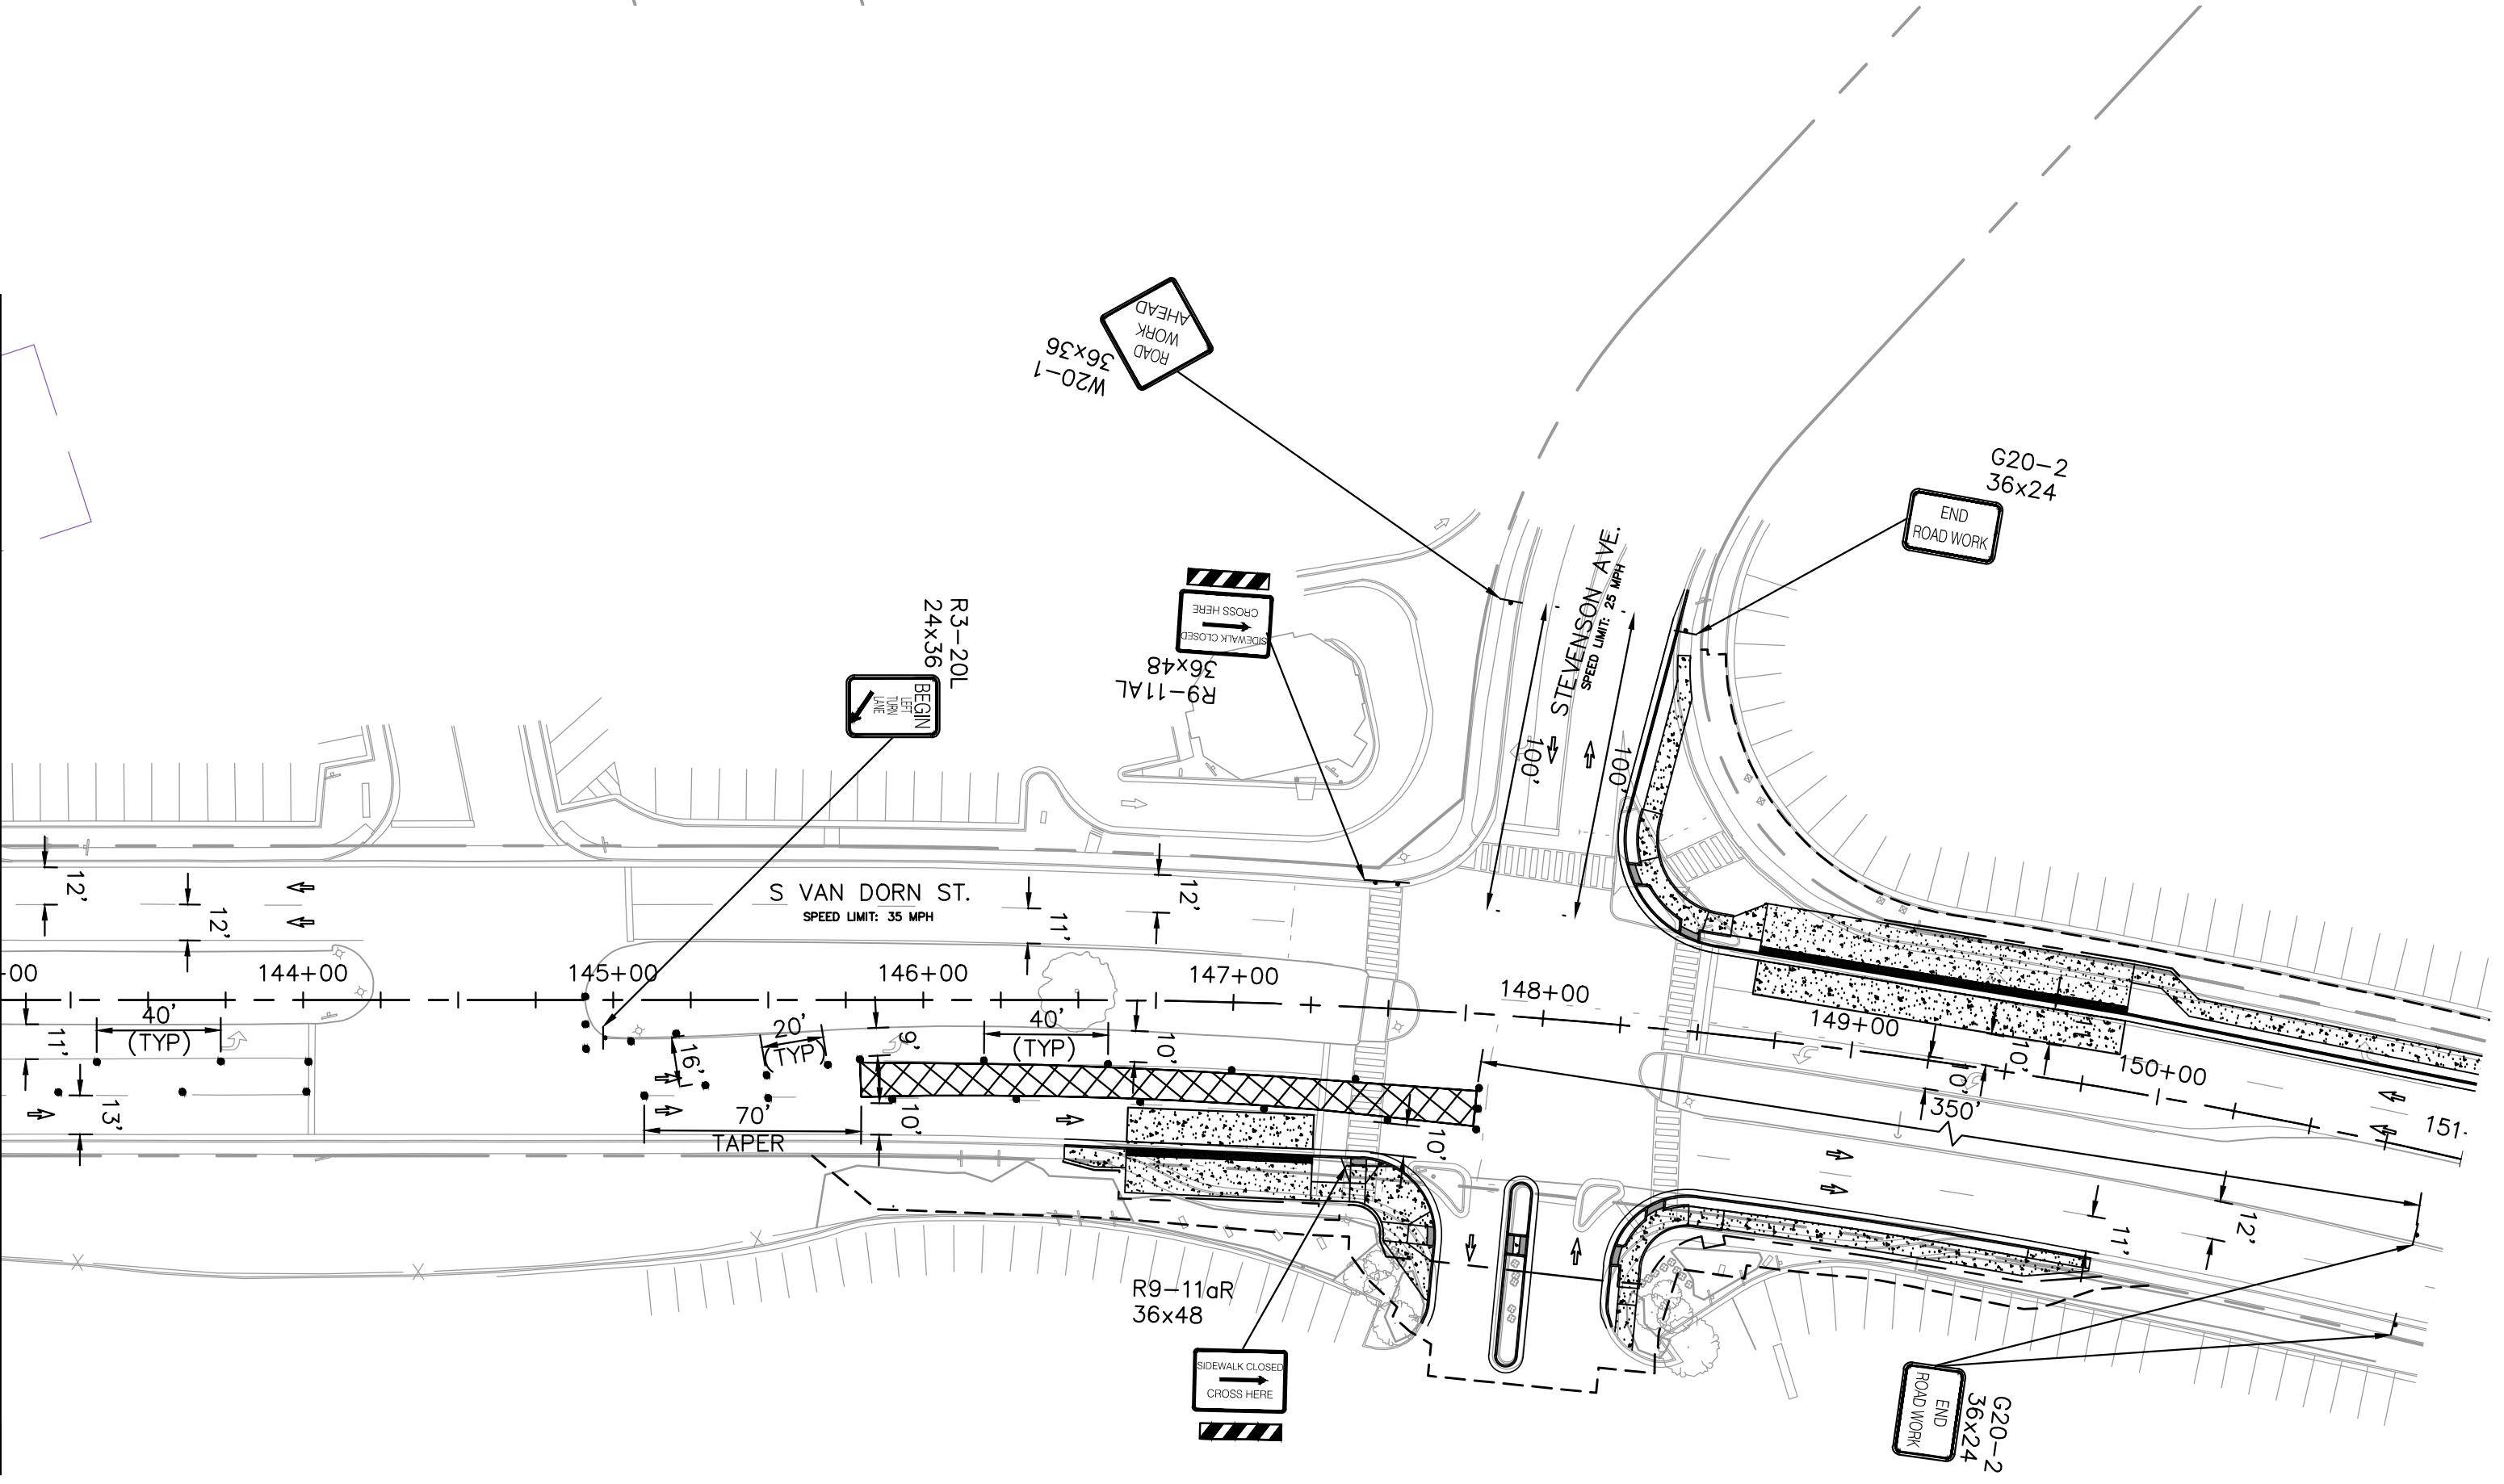 ROAD
WORK
AHEAD
W20-1
36x36
G20-2
36x24
END
ROAD WORK
STEVENSON AVE.
SPEED LIMIT: 25 MPH
100'
100'
SIDEWALK CLOSED
CROSS HERE
R9-11AL
36x48
R3-20L
24x36
BEGIN
LEFT
TURN
LANE
S VAN DORN ST.
SPEED LIMIT: 35 MPH
12'
12'
11'
12'
+00
144+00
145+00
146+00
147+00
148+00
149+00
150+00
151+
11'
40'
(TYP)
13'
16'
20'
(TYP)
9'
40'
(TYP)
10'
70'
TAPER
10'
10'
10'
10'
350'
11'
12'
R9-11aR
36x48
SIDEWALK CLOSED
CROSS HERE
G20-2
36x24
END
ROAD WORK